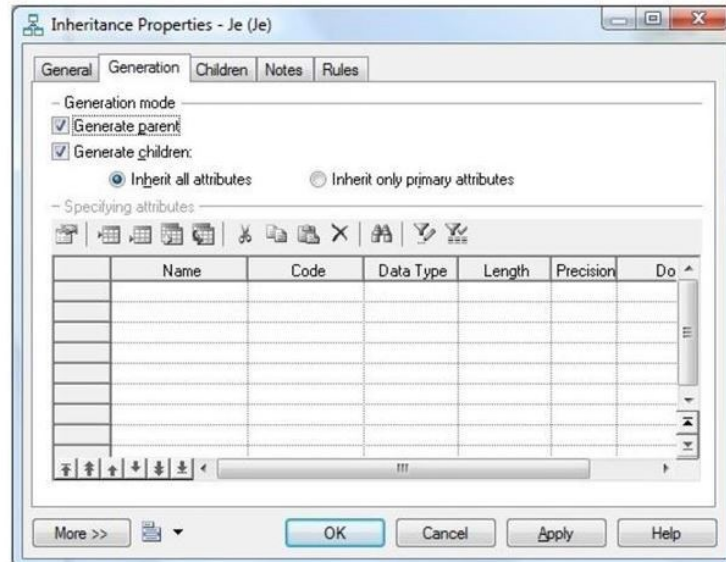 Inheritance Properties - Je (Je)
General Generation Children Notes Rules
Generation mode
Generate parent
Generate children:
Inherit all attributes Inherit only primary attributes
Specifying attributes
Name Code Data Type Length Precision Do
More >> OK Cancel Apply Help